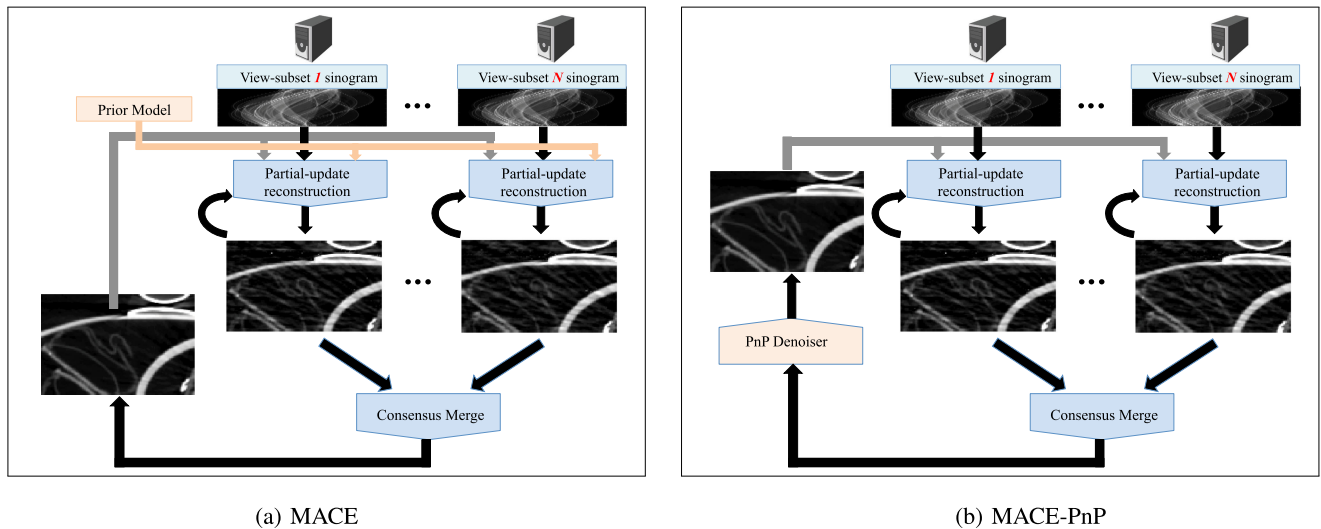 View-subset 1 sinogram
View-subset N sinogram
Prior Model
Partial-update
reconstruction
Partial-update
reconstruction
Consensus Merge
(a) MACE
View-subset 1 sinogram
View-subset N sinogram
Partial-update
reconstruction
Partial-update
reconstruction
PnP Denoiser
Consensus Merge
(b) MACE-PnP